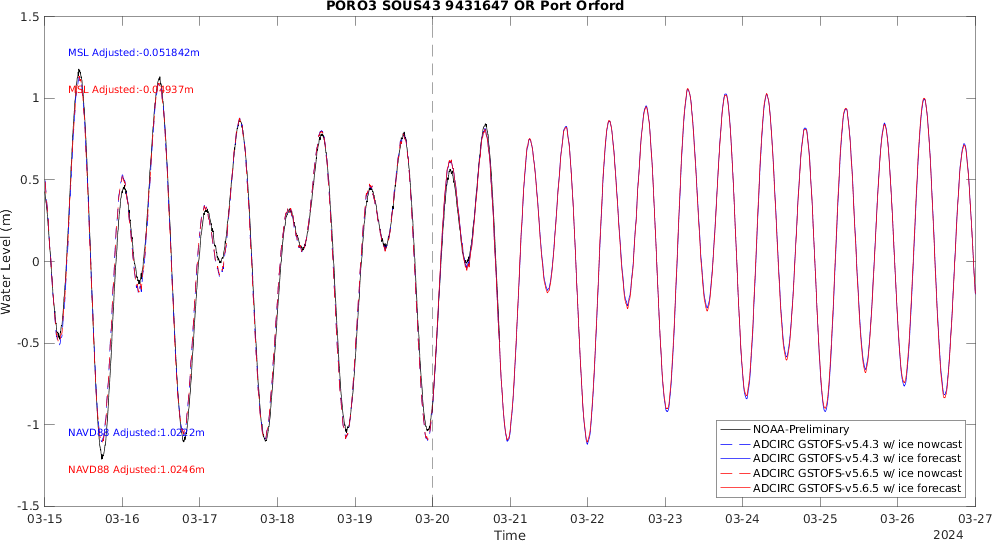 PORO3 SOUS43 9431647 OR Port Orford
1.5
MSL Adjusted:-0.051842m
MSL Adjusted:-0.04937m
1
0.5
0
-0.5
-1
-1.5
Water Level (m)
NAVD88 Adjusted:1.0222m
NAVD88 Adjusted:1.0246m
NOAA-Preliminary
ADCIRC GSTOFS-v5.4.3 w/ ice nowcast
ADCIRC GSTOFS-v5.4.3 w/ ice forecast
ADCIRC GSTOFS-v5.6.5 w/ ice nowcast
ADCIRC GSTOFS-v5.6.5 w/ ice forecast
03-15 03-16 03-17 03-18 03-19 03-20 03-21 03-22 03-23 03-24 03-25 03-26 03-27
Time
2024